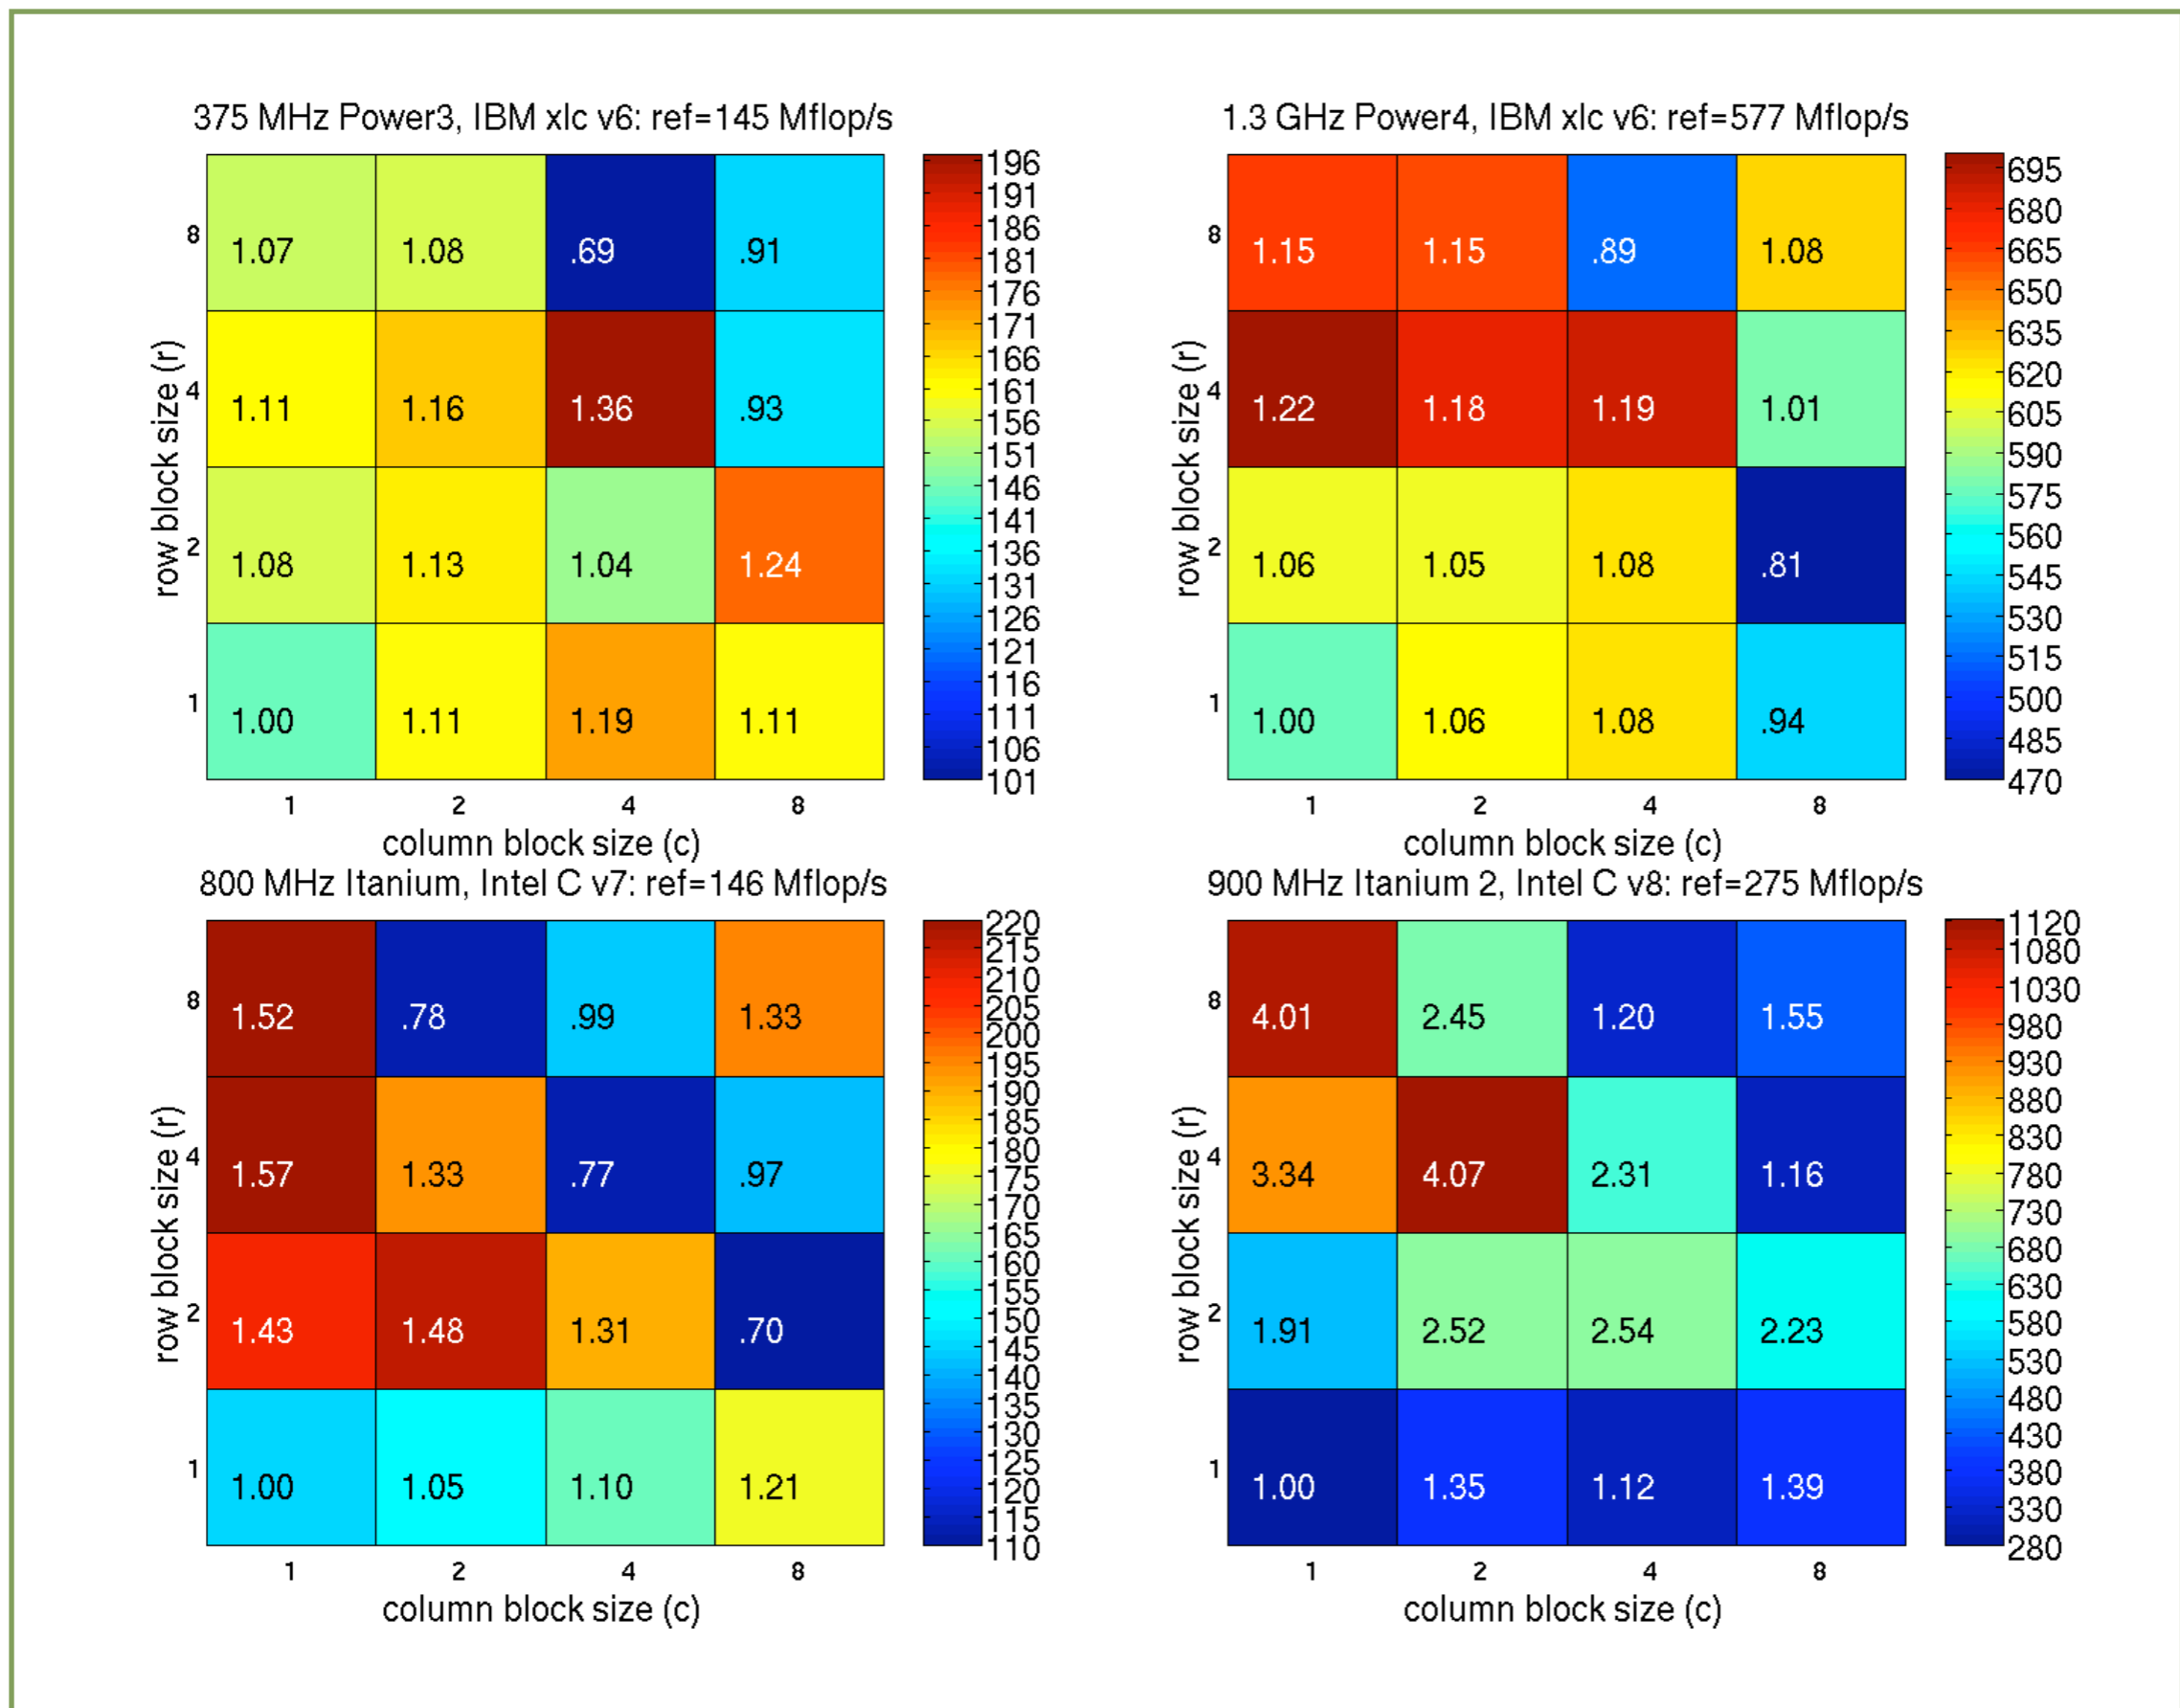 375 MHz Power3, IBM xlc v6: ref=145 Mflop/s
row block size (r)
8
4
2
1
1.07 1.08 .69 .91
1.11 1.16 1.36 .93
1.08 1.13 1.04 1.24
1.00 1.11 1.19 1.11
1 2 4 8
column block size (c)
196
191
186
181
176
171
166
161
156
151
146
141
136
131
126
121
116
111
106
101
1.3 GHz Power4, IBM xlc v6: ref=577 Mflop/s
row block size (r)
8
4
2
1
1.15 1.15 .89 1.08
1.22 1.18 1.19 1.01
1.06 1.05 1.08 .81
1.00 1.06 1.08 .94
1 2 4 8
column block size (c)
695
680
665
650
635
620
605
590
575
560
545
530
515
500
485
470
800 MHz Itanium, Intel C v7: ref=146 Mflop/s
row block size (r)
8
4
2
1
1.52 .78 .99 1.33
1.57 1.33 .77 .97
1.43 1.48 1.31 .70
1.00 1.05 1.10 1.21
1 2 4 8
column block size (c)
220
215
210
205
200
195
190
185
180
175
170
165
160
155
150
145
140
135
130
125
120
115
110
900 MHz Itanium 2, Intel C v8: ref=275 Mflop/s
row block size (r)
8
4
2
1
4.01 2.45 1.20 1.55
3.34 4.07 2.31 1.16
1.91 2.52 2.54 2.23
1.00 1.35 1.12 1.39
1 2 4 8
column block size (c)
1120
1080
1030
980
930
880
830
780
730
680
630
580
530
480
430
380
330
280